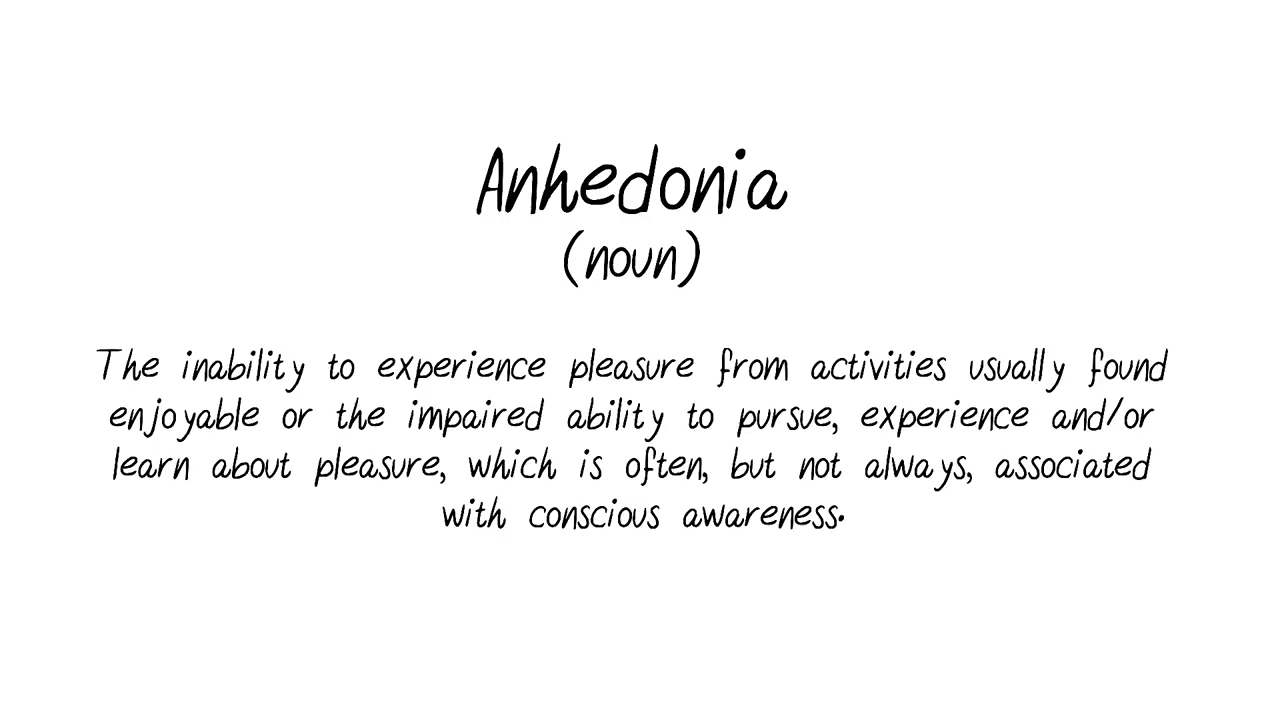 Anhedonia
(noun)
The inability to experience pleasure from activities usually found
enjoyable or the impaired ability to pursue, experience and/or
learn about pleasure, which is often, but not always, associated
with conscious awareness.